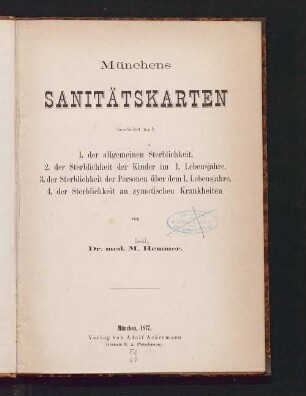 Münchens
SANITÄTSKARTEN
bearbeitet nach
1. der allgemeinen Sterblichkeit,
2. der Sterblichkeit der Kinder im 1. Lebensjahre,
3. der Sterblichkeit der Personen über dem 1. Lebensjahre,
4. der Sterblichkeit an zymotischen Krankheiten
von
Dr. med. M. Hemmer.
München, 1877.
Verlag von Adolf Ackermann